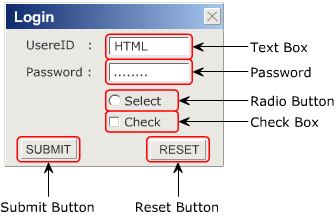 Login
UsereID : HTML Text Box
Password : ........ Password
Select Radio Button
Check Check Box
SUBMIT RESET
Submit Button Reset Button